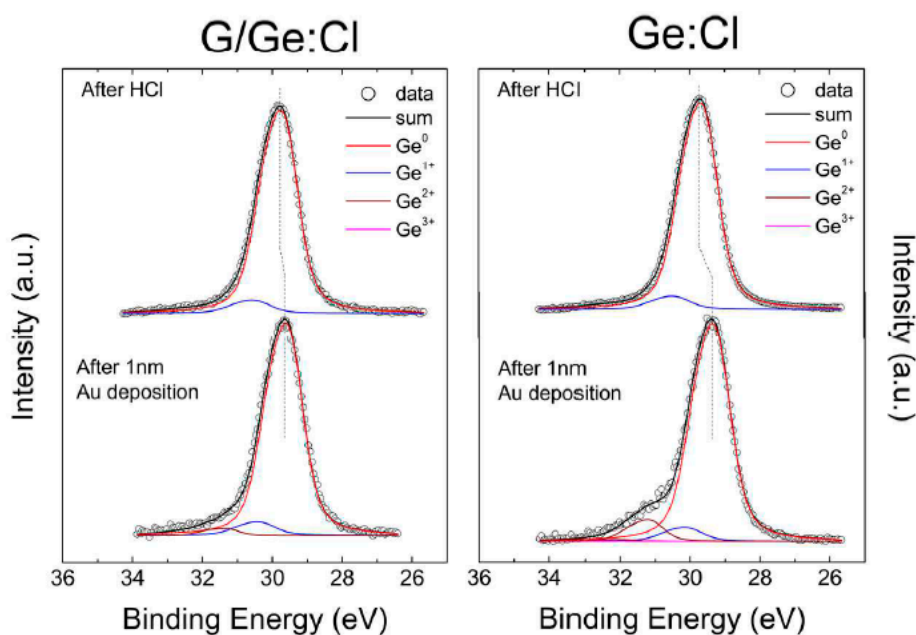 G/Ge:Cl
Ge:Cl
After HCl
data
sum
Ge⁰
Ge¹⁺
Ge²⁺
Ge³⁺
After 1nm
Au deposition
Intensity (a.u.)
36 34 32 30 28 26
Binding Energy (eV)
After HCl
data
sum
Ge⁰
Ge¹⁺
Ge²⁺
Ge³⁺
After 1nm
Au deposition
Intensity (a.u.)
36 34 32 30 28 26
Binding Energy (eV)